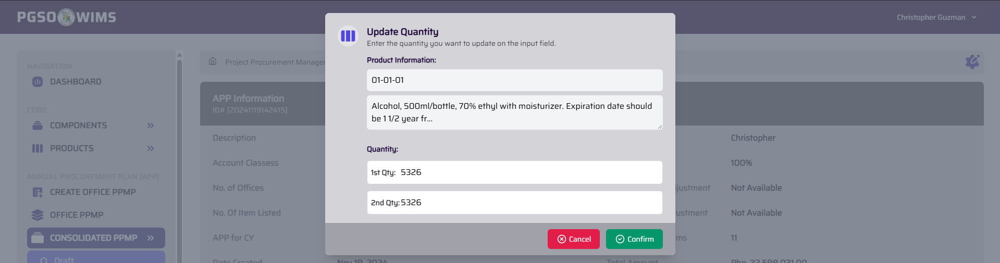 PGSO WIMS
Christopher Guzman
NAVIGATION
DASHBOARD
CORE
COMPONENTS
PRODUCTS
ANNUAL PROCUREMENT PLAN (APP)
CREATE OFFICE PPMP
OFFICE PPMP
CONSOLIDATED PPMP
Draft
Project Procurement Manager
APP Information
ID# [20241119142415]
Description
Christopher
Account Classess
100%
No. of Offices
justment
Not Available
No. Of Item Listed
ustment
Not Available
APP for CY
ms
11
Date Created
Nov 19, 2024
Total Amount
Php. 22,598,031.00
Update Quantity
Enter the quantity you want to update on the input field.
Product Information:
01-01-01
Alcohol, 500ml/bottle, 70% ethyl with moisturizer. Expiration date should
be 1 1/2 year fr...
Quantity:
1st Qty: 5326
2nd Qty: 5326
Cancel
Confirm